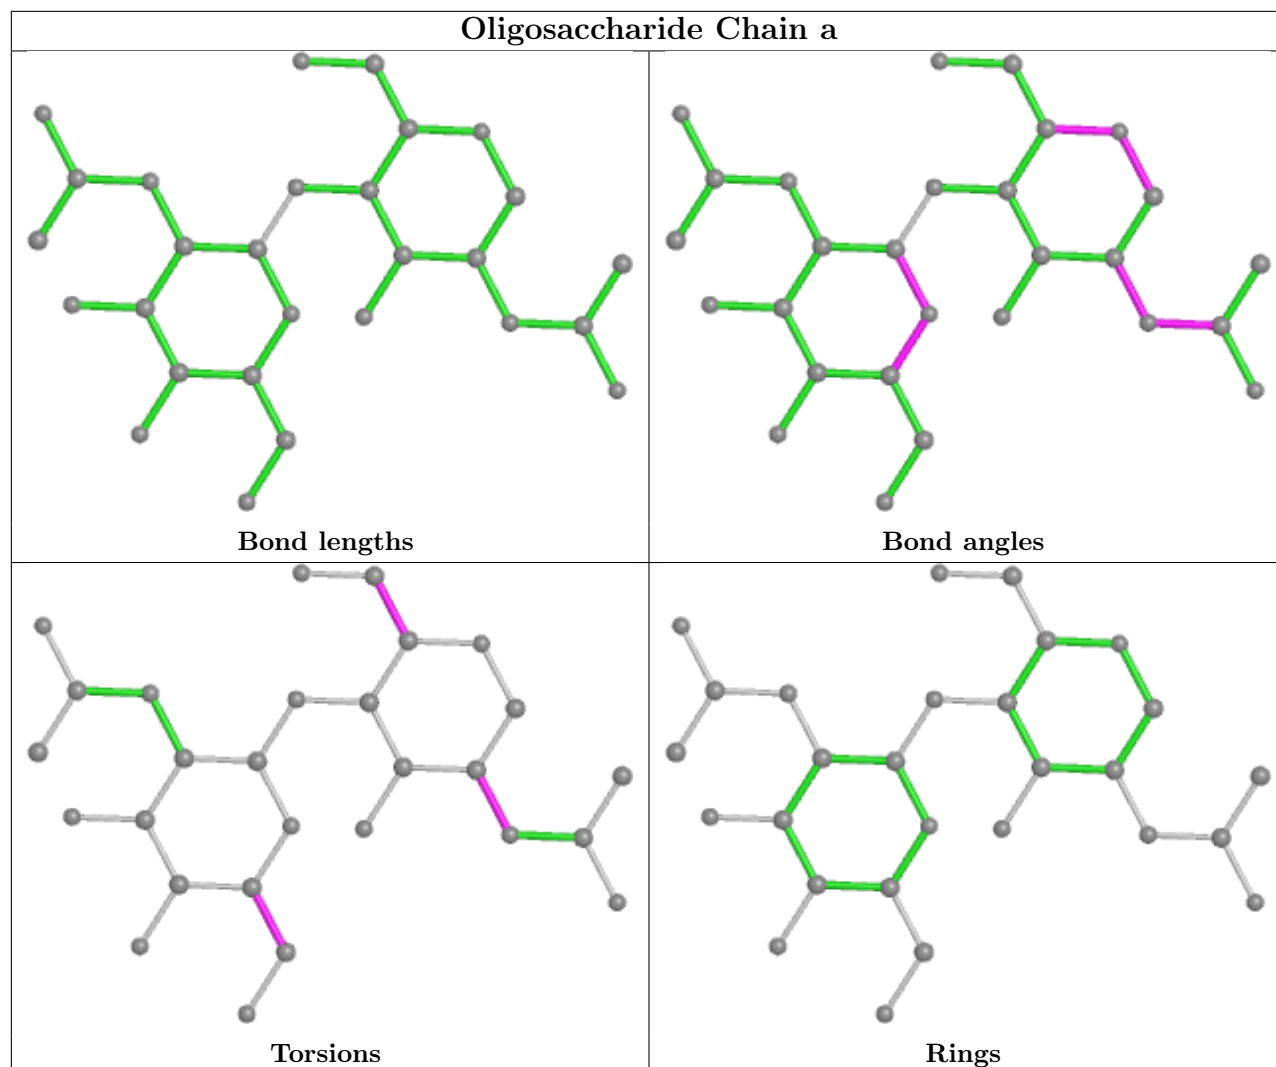 Oligosaccharide Chain a
Bond lengths
Bond angles
Torsions
Rings